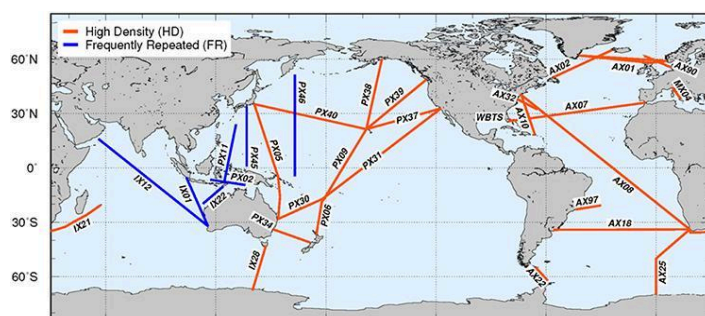 High Density (HD)
Frequently Repeated (FR)
60°N
30°N
0°
30°S
60°S
AX02
AX01
AX90
PX38
PX39
PX46
AX32
MX04
WBTS
AX10
AX07
PX40
PX37
PX45
PX11
PX05
PX09
PX31
PX02
IX12
IX01
IX22
AX08
PX30
AX97
IX21
PX34
PX06
AX18
IX28
AX22
AX25